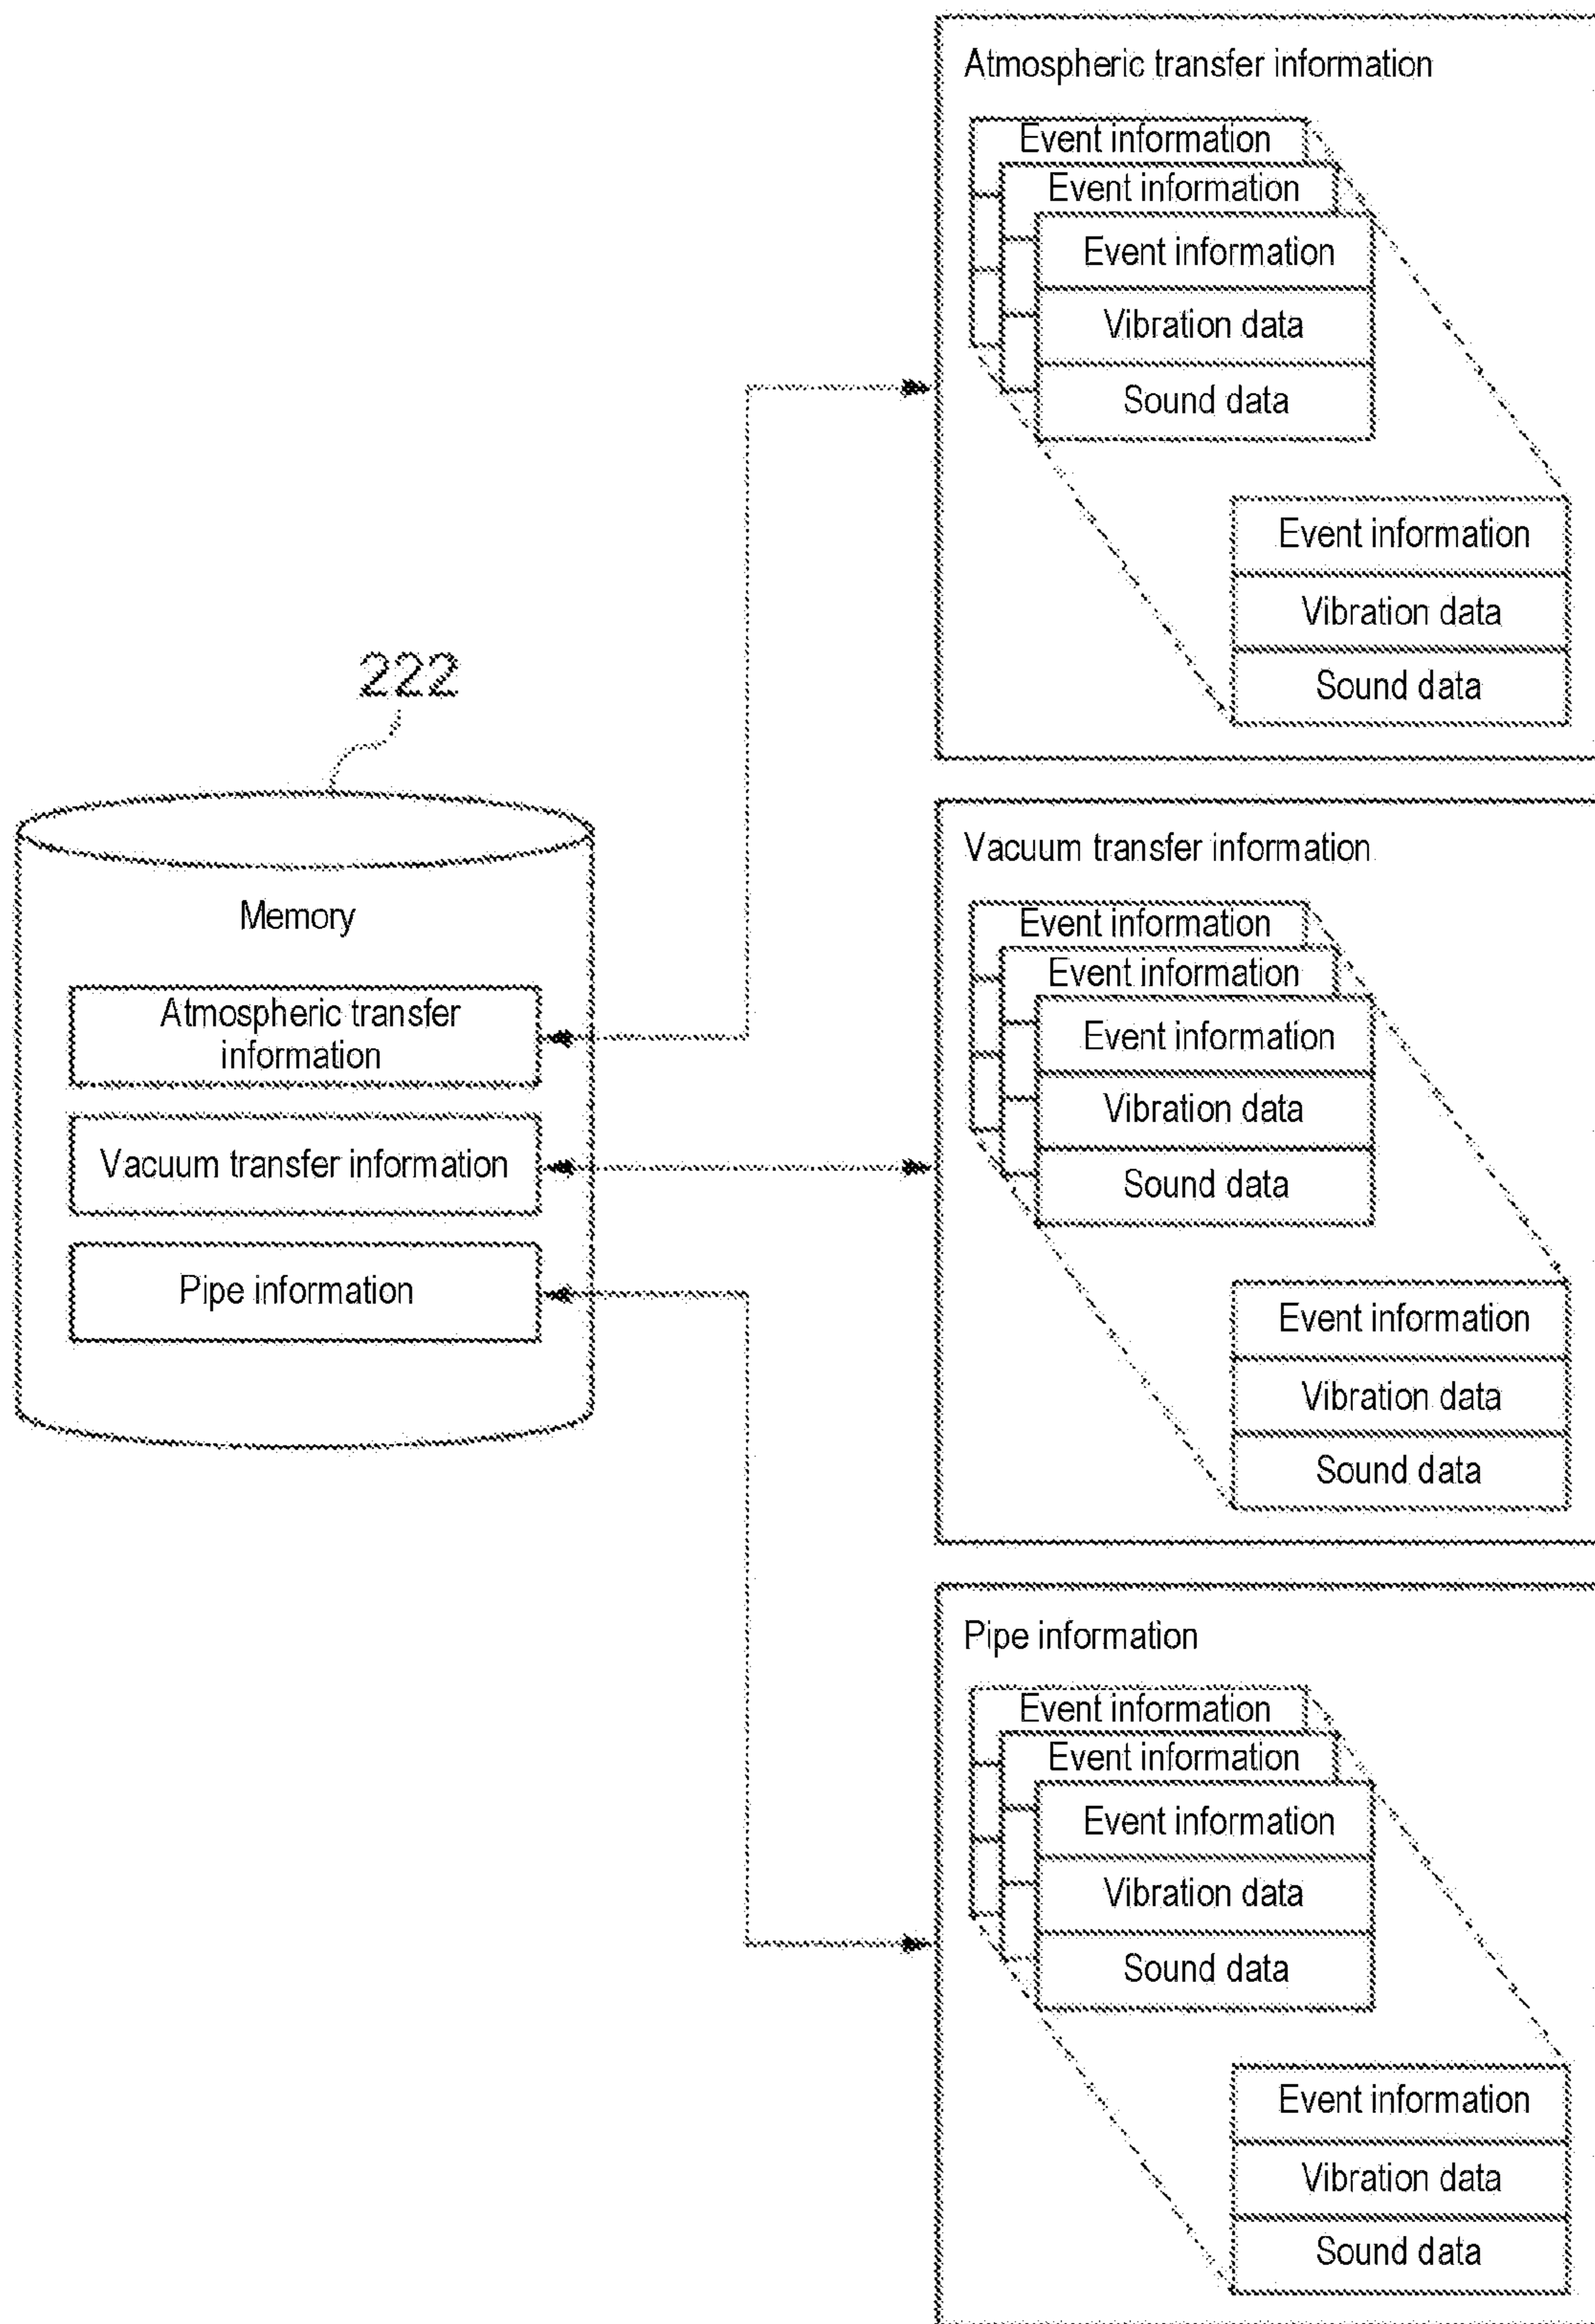 222
Memory
Atmospheric transfer
information
Vacuum transfer information
Pipe information
Atmospheric transfer information
Event information
Event information
Event information
Vibration data
Sound data
Event information
Vibration data
Sound data
Vacuum transfer information
Event information
Event information
Event information
Vibration data
Sound data
Event information
Vibration data
Sound data
Pipe information
Event information
Event information
Event information
Vibration data
Sound data
Event information
Vibration data
Sound data